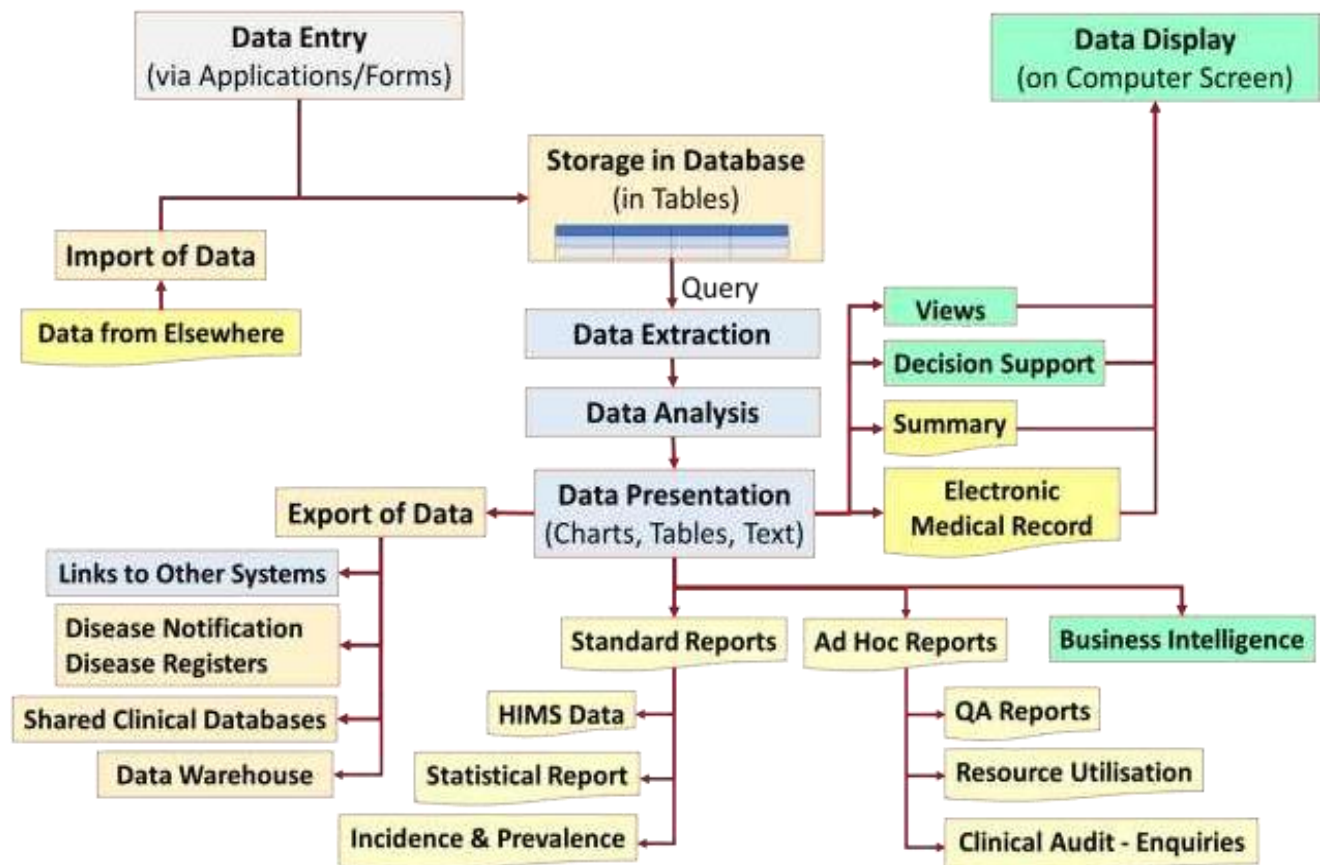 Data Entry
(via Applications/Forms)
Data Display
(on Computer Screen)
Storage in Database
(in Tables)
Import of Data
Data from Elsewhere
Query
Data Extraction
Data Analysis
Data Presentation
(Charts, Tables, Text)
Views
Decision Support
Summary
Electronic
Medical Record
Export of Data
Links to Other Systems
Disease Notification
Disease Registers
Shared Clinical Databases
Data Warehouse
Standard Reports
HIMS Data
Statistical Report
Incidence & Prevalence
Ad Hoc Reports
QA Reports
Resource Utilisation
Clinical Audit - Enquiries
Business Intelligence